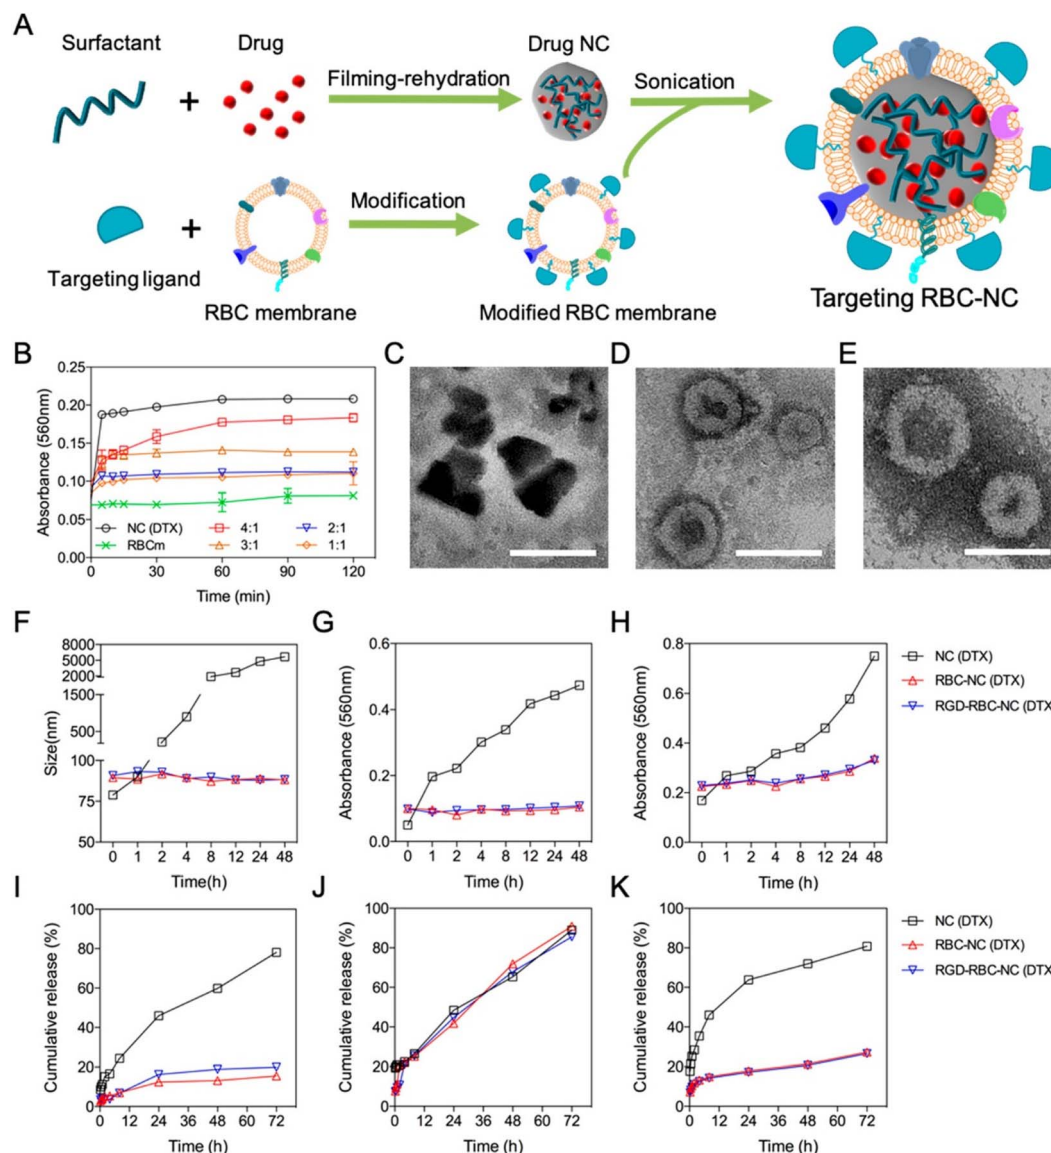 A
Surfactant
Drug
Drug NC
Filming-rehydration
Sonication
+
Modification
+
Targeting ligand
RBC membrane
Modified RBC membrane
Targeting RBC-NC
B
Absorbance (560nm)
0.25
0.20
0.15
0.10
0.05
0.00
NC (DTX)
4:1
2:1
RBCm
3:1
1:1
0 30 60 90 120
Time (min)
C
D
E
F
Size(nm)
8000
5000
2000
1500
500
100
75
50
0 1 2 4 8 12 24 48
Time(h)
G
Absorbance (560nm)
0.6
0.4
0.2
0.0
0 1 2 4 8 12 24 48
Time (h)
H
Absorbance (560nm)
0.8
0.6
0.4
0.2
0.0
0 1 2 4 8 12 24 48
Time (h)
NC (DTX)
RBC-NC (DTX)
RGD-RBC-NC (DTX
I
Cumulative release (%)
100
80
60
40
20
0
0 12 24 36 48 60 72
Time (h)
J
Cumulative release (%)
100
80
60
40
20
0
0 12 24 36 48 60 72
Time (h)
K
Cumulative release (%)
100
80
60
40
20
0
0 12 24 36 48 60 72
Time (h)
NC (DTX)
RBC-NC (DTX)
RGD-RBC-NC (DTX